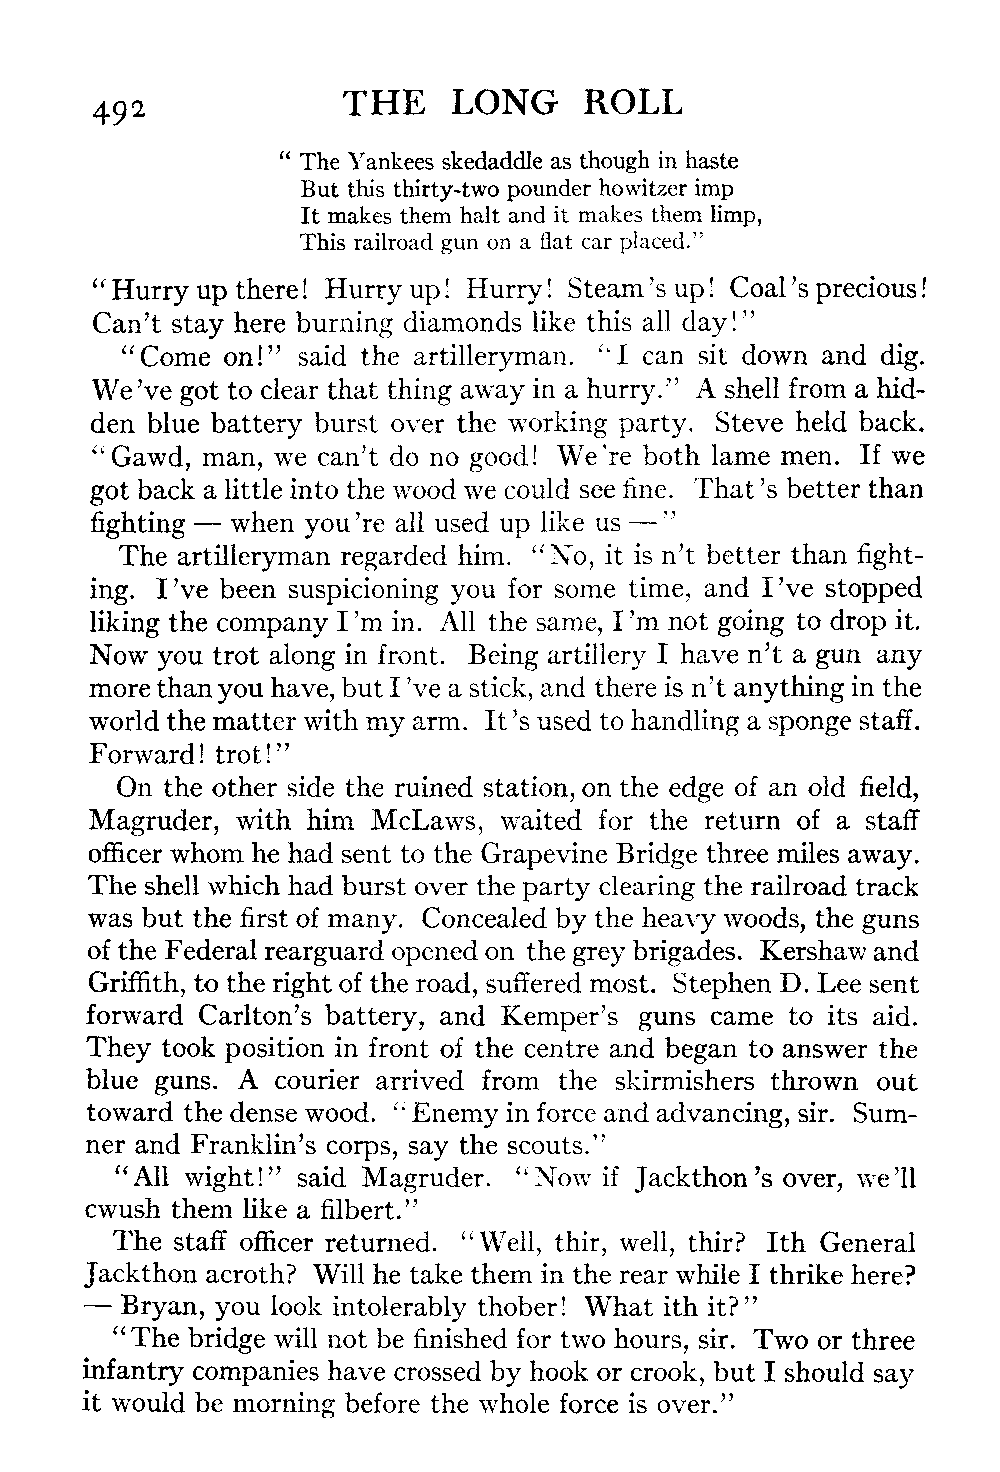 492 THE LONG ROLL
“ The Yankees skedaddle as though in haste
But this thirty-two pounder howitzer imp
It makes them halt and it makes them limp,
This railroad gun on a flat car placed.”
“Hurry up there! Hurry up! Hurry! Steam’s up! Coal’s precious!
Can’t stay here burning diamonds like this all day!”
“Come on!” said the artilleryman. “I can sit down and dig.
We’ve got to clear that thing away in a hurry.” A shell from a hid-
den blue battery burst over the working party. Steve held back.
“Gawd, man, we can’t do no good! We’re both lame men. If we
got back a little into the wood we could see fine. That’s better than
fighting — when you’re all used up like us —”
The artilleryman regarded him. “No, it is n’t better than fight-
ing. I’ve been suspicioning you for some time, and I’ve stopped
liking the company I’m in. All the same, I’m not going to drop it.
Now you trot along in front. Being artillery I have n’t a gun any
more than you have, but I’ve a stick, and there is n’t anything in the
world the matter with my arm. It’s used to handling a sponge staff.
Forward! trot!”
On the other side the ruined station, on the edge of an old field,
Magruder, with him McLaws, waited for the return of a staff
officer whom he had sent to the Grapevine Bridge three miles away.
The shell which had burst over the party clearing the railroad track
was but the first of many. Concealed by the heavy woods, the guns
of the Federal rearguard opened on the grey brigades. Kershaw and
Griffith, to the right of the road, suffered most. Stephen D. Lee sent
forward Carlton’s battery, and Kemper’s guns came to its aid.
They took position in front of the centre and began to answer the
blue guns. A courier arrived from the skirmishers thrown out
toward the dense wood. “Enemy in force and advancing, sir. Sum-
ner and Franklin’s corps, say the scouts.”
“All wight!” said Magruder. “Now if Jackthon’s over, we’ll
cwush them like a filbert.”
The staff officer returned. “Well, thir, well, thir? Ith General
Jackthon acroth? Will he take them in the rear while I thrike here?
— Bryan, you look intolerably thober! What ith it?”
“The bridge will not be finished for two hours, sir. Two or three
infantry companies have crossed by hook or crook, but I should say
it would be morning before the whole force is over.”